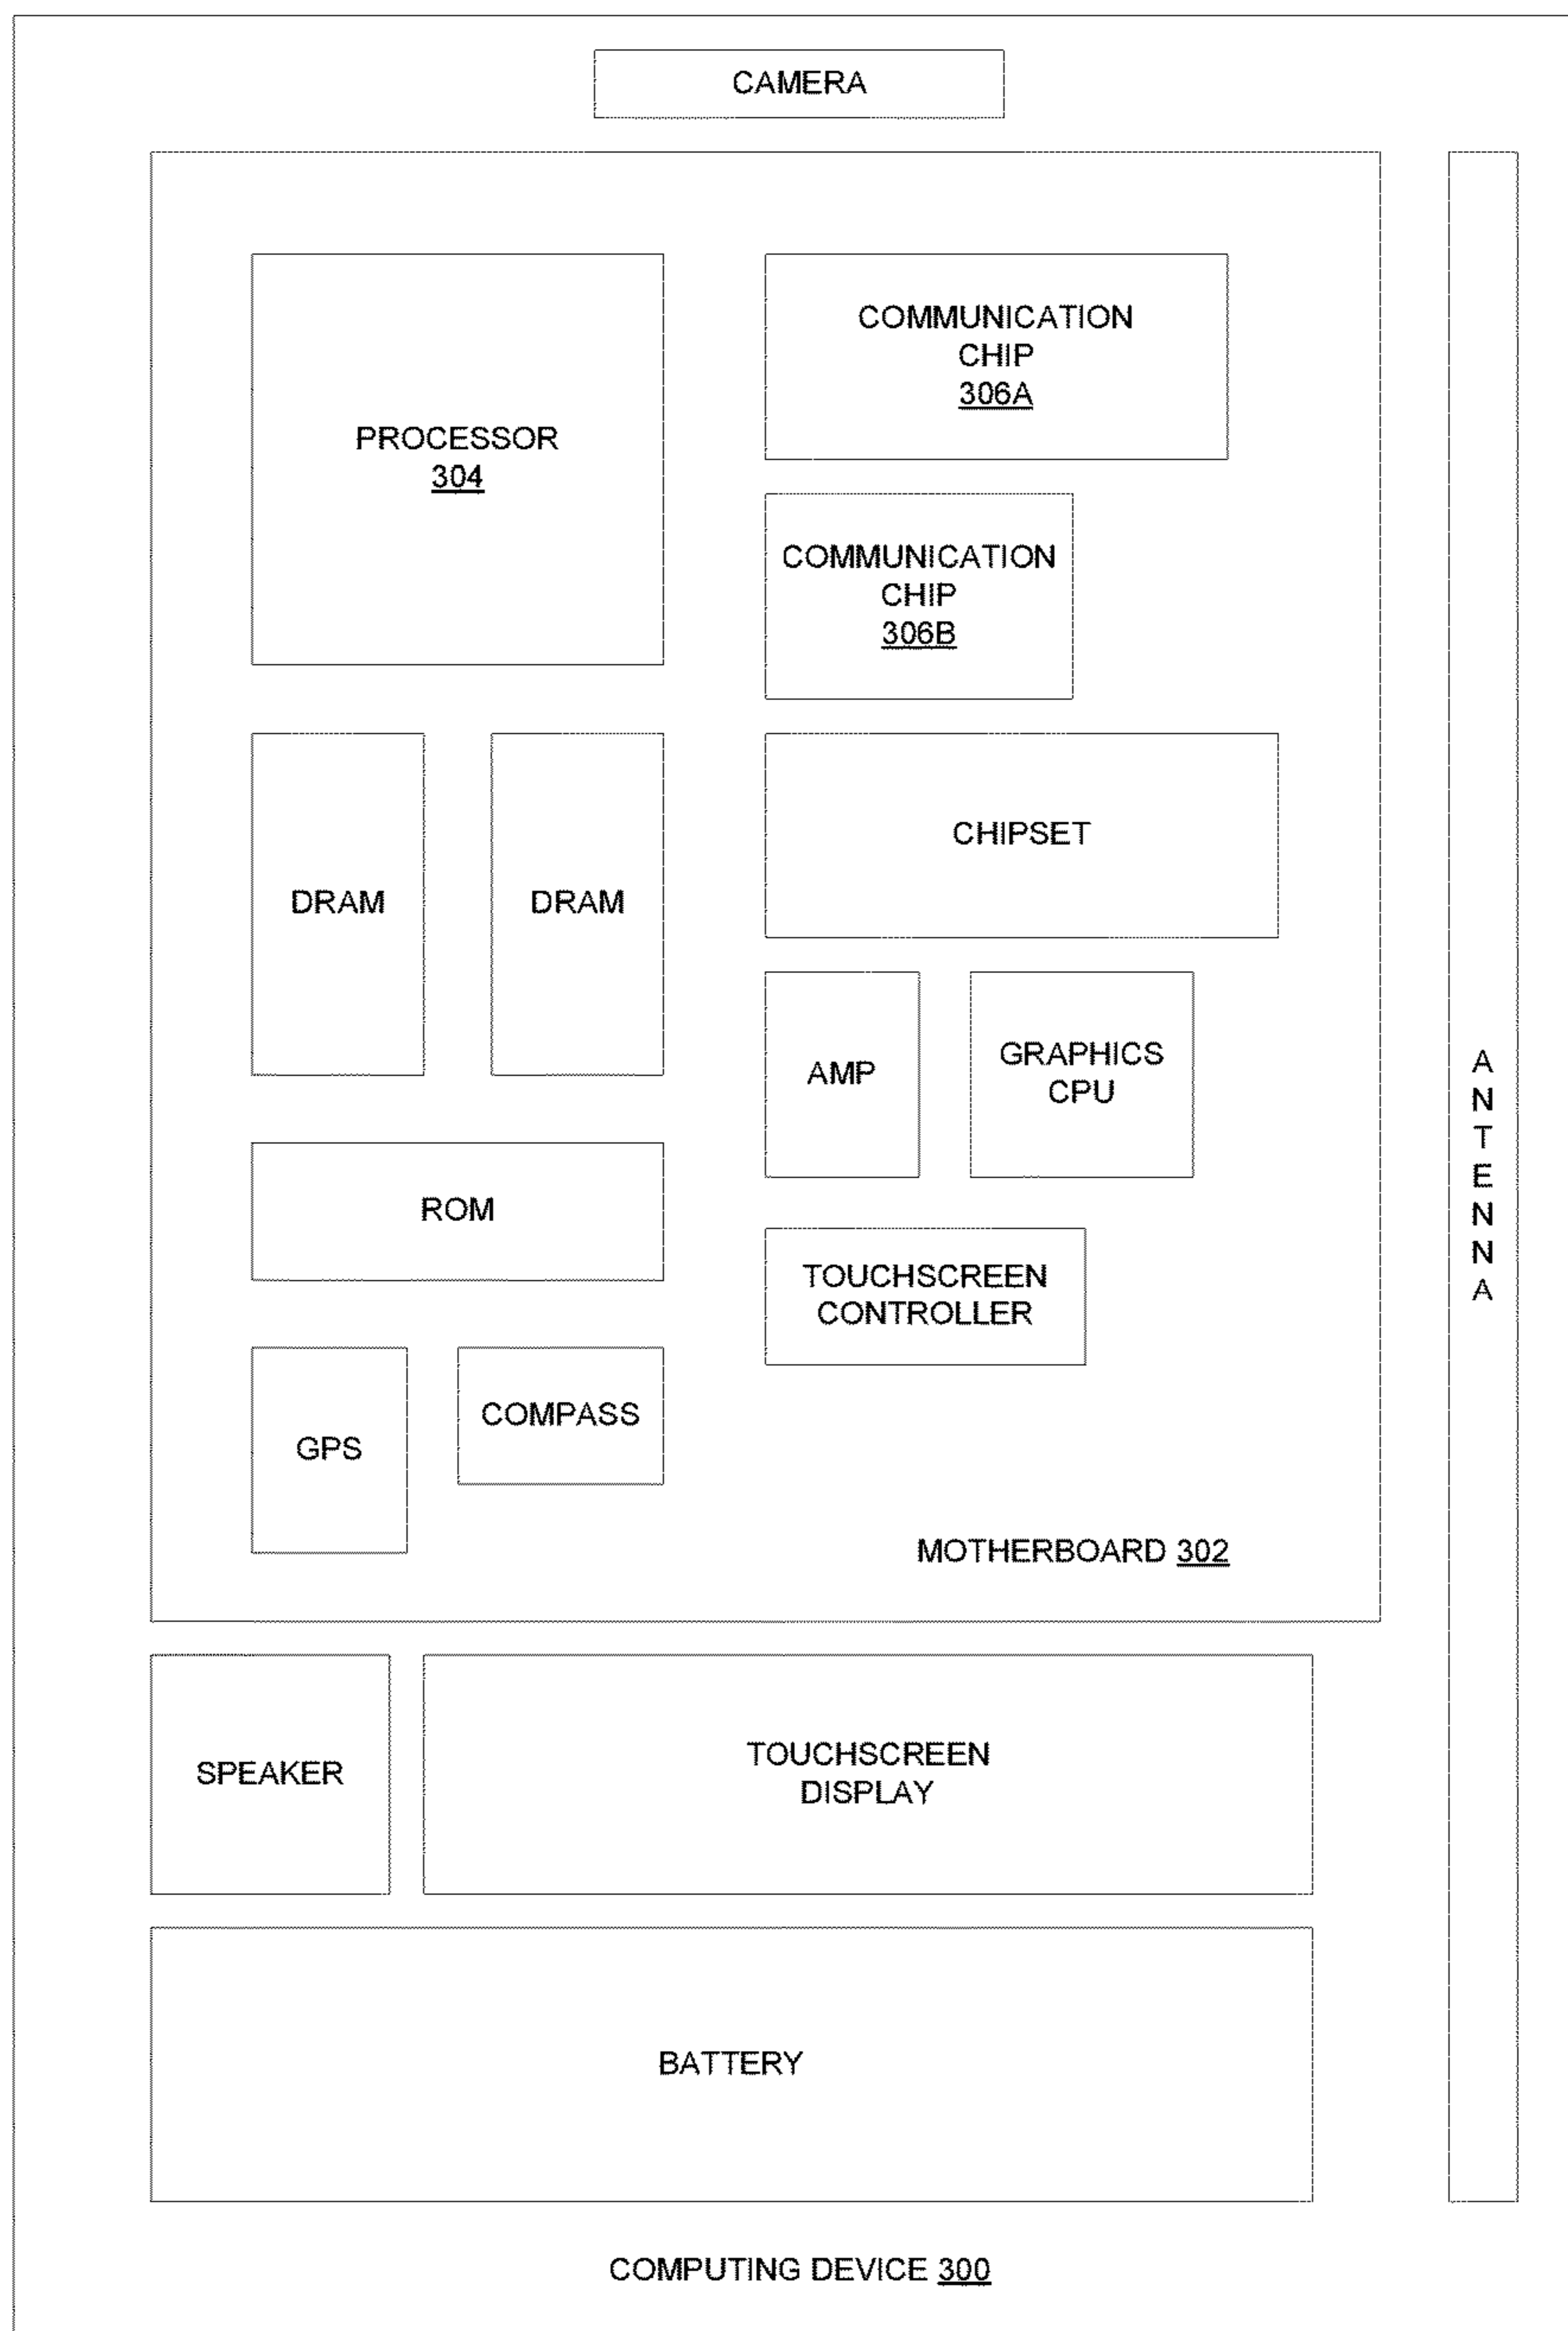 CAMERA
PROCESSOR
304
COMMUNICATION
CHIP
306A
COMMUNICATION
CHIP
306B
DRAM
DRAM
CHIPSET
AMP
GRAPHICS
CPU
ROM
TOUCHSCREEN
CONTROLLER
GPS
COMPASS
MOTHERBOARD 302
ANTENNA
SPEAKER
TOUCHSCREEN
DISPLAY
BATTERY
COMPUTING DEVICE 300